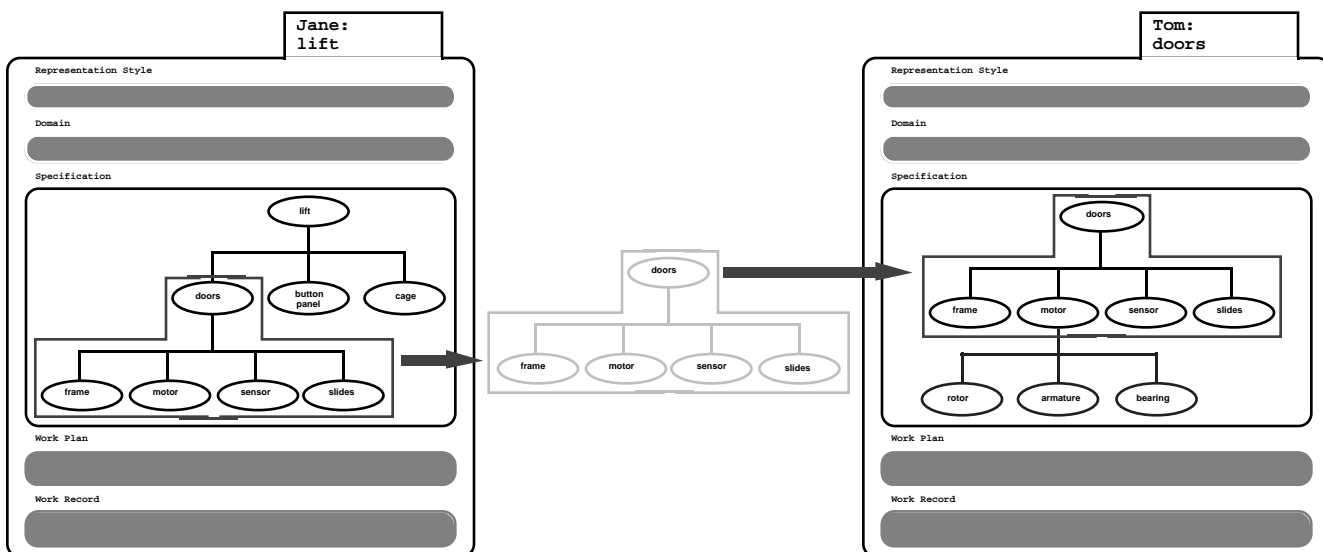 Jane:
lift
Representation Style
Domain
Specification
lift
doors
button
panel
cage
frame
motor
sensor
slides
Work Plan
Work Record
doors
frame
motor
sensor
slides
Tom:
doors
Representation Style
Domain
Specification
doors
frame
motor
sensor
slides
rotor
armature
bearing
Work Plan
Work Record